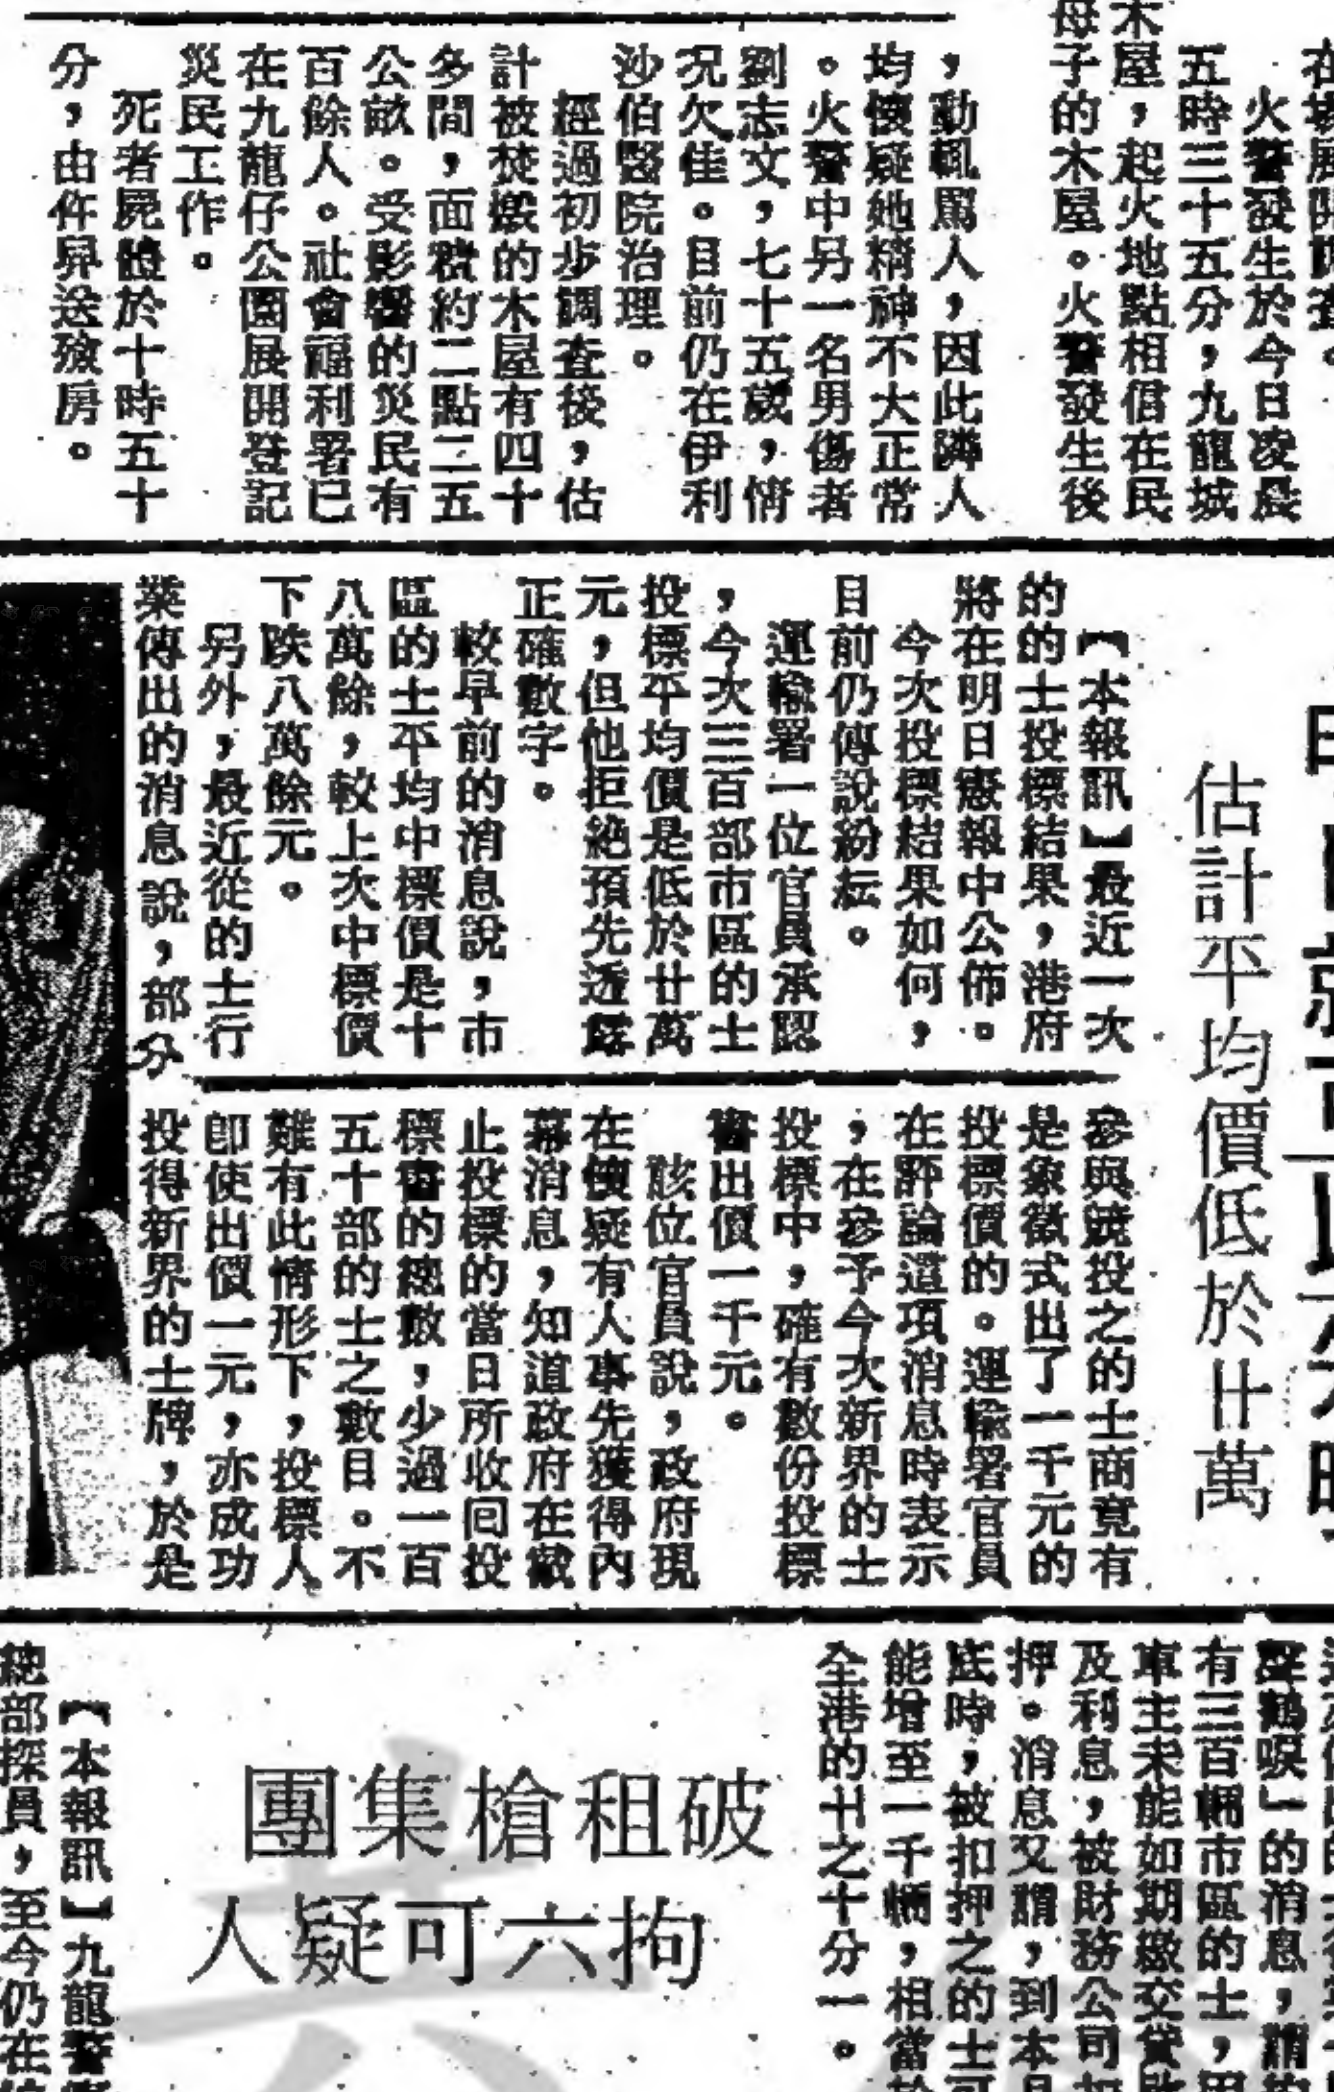 火警發生於今日凌晨
五時三十五分，九龍城
木屋，起火地點相信在民
母子的木屋。火警發生後
，動輒罵人，因此隣人
均懷疑她精神不大正常
。火警中另一名男傷者
劉志文，七十五歲，情
況欠佳。目前仍在伊利
沙伯醫院治理。
經過初步調查後，估
計被焚燬的木屋有四十
多間，面積約二點二五
公畝。受影響的災民有
百餘人。社會福利署已
在九龍仔公園展開登記
災民工作。
死者屍體於十時五十
分，由仵舁送殮房。
估計平均價低於廿萬
【本報訊】最近一次
的的士投標結果，港府
將在明日憲報中公佈。
今次投標結果如何，
目前仍傳說紛紜。
運輸署一位官員承認
，今次三百部市區的士
投標平均價是低於廿萬
元，但他拒絕預先透露
正確數字。
較早前的消息說，市
區的士平均中標價是十
八萬餘，較上次中標價
下跌八萬餘元。
另外，最近從的士行
業傳出的消息說，部分
參與競投之的士商竟有
是象徵式出了一千元的
投標價的。運輸署官員
在評論這項消息時表示
，在參予今次新界的士
投標中，確有數份投標
書出價一千元。
該位官員說，政府現
在懷疑有人事先獲得內
幕消息，知道政府在截
止投標的當日所收回投
標書的總數，少過一百
五十部的士之數目。不
難有此情形下，投標人
卽使出價一元，亦成功
投得新界的士牌，於是
聲鶴唳」的消息，謂
有三百輛市區的士，
車主未能如期繳交貸
及利息，被財務公司
押。消息又謂，到本月
底時，被扣押之的士可
能增至一千輛，相當於
全港的士之十分一。
破租槍集團
拘六可疑人
【本報訊】九龍警
總部探員，至今仍在